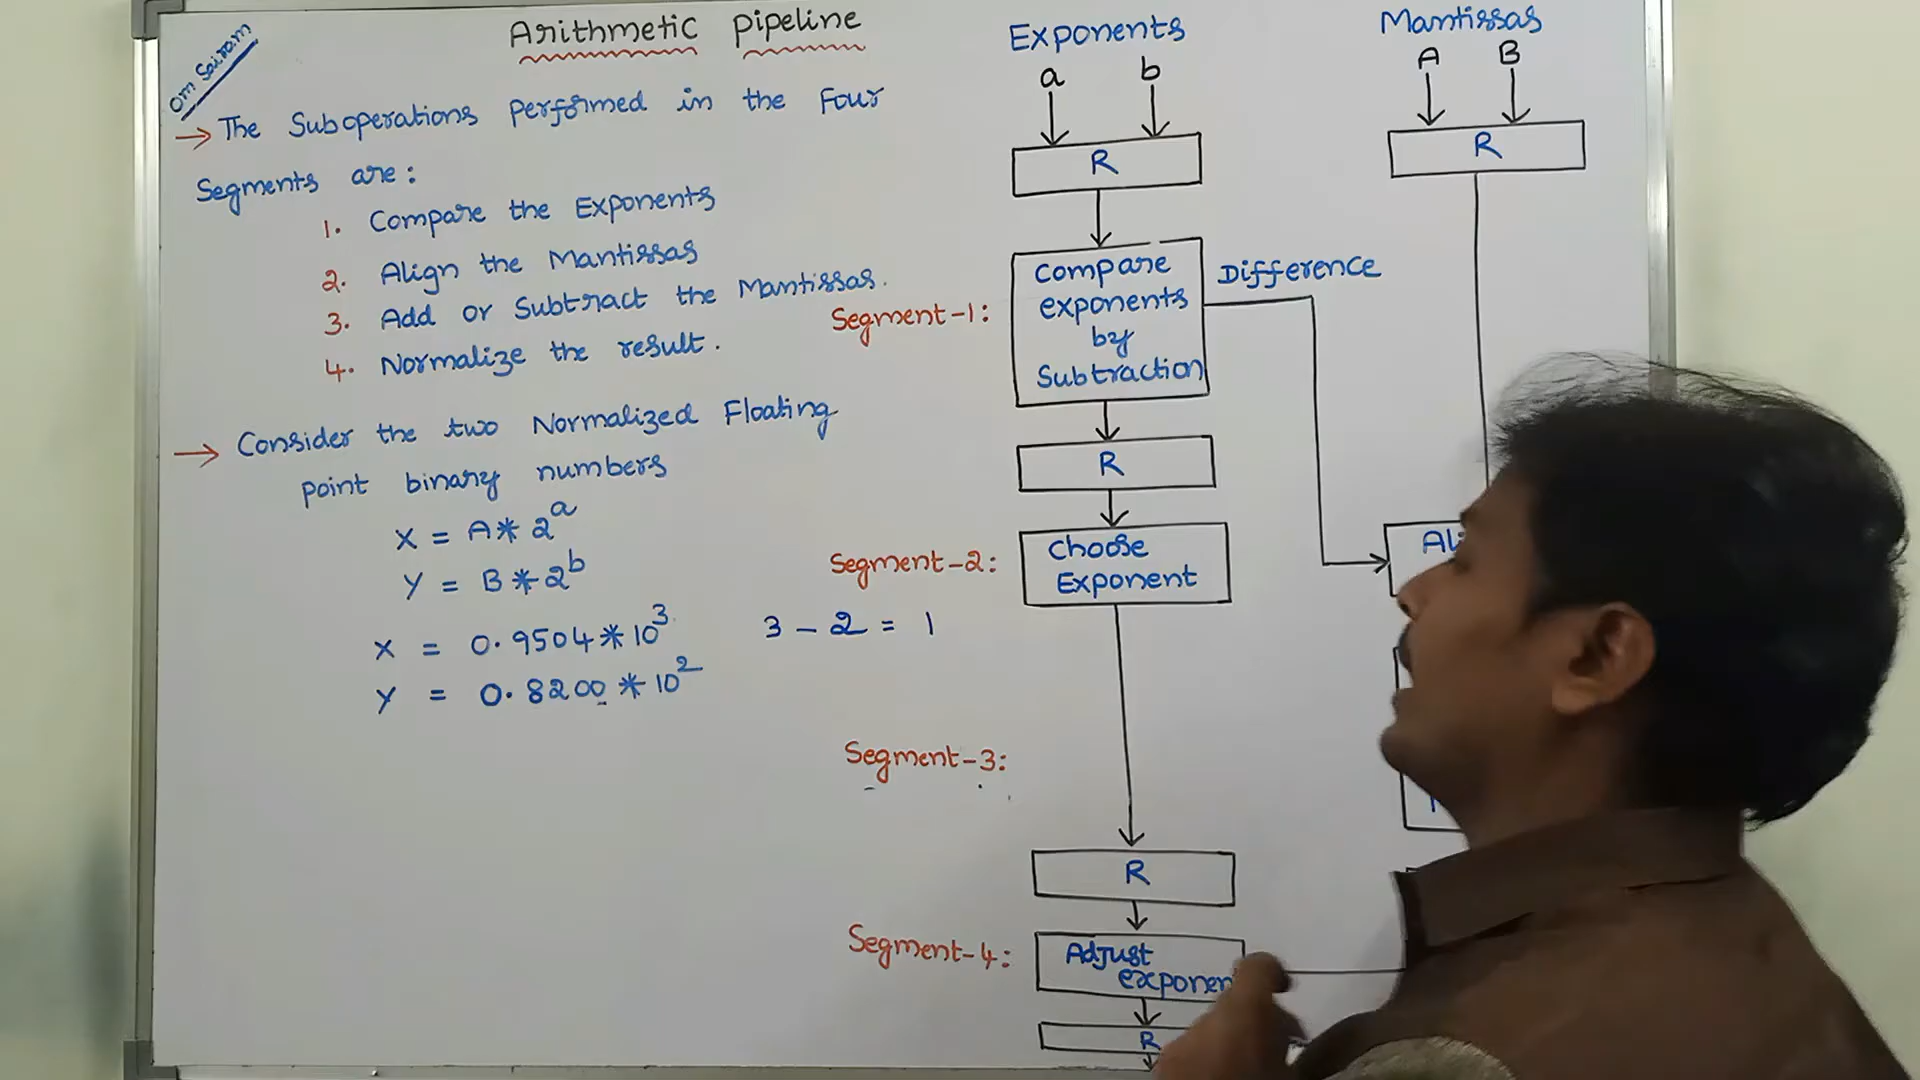 Om Sairam
Arithmetic Pipeline
→ The Suboperations performed in the Four
Segments are:
1. Compare the Exponents
2. Align the Mantissas
3. Add or Subtract the Mantissas.
4. Normalize the result.
→ Consider the two Normalized Floating
point binary numbers
X = A * 2^a
Y = B * 2^b
X = 0.9504 * 10^3
Y = 0.8200 * 10^2
3 - 2 = 1
Exponents
a b
R
Segment-1:
Compare
exponents
by
Subtraction
Difference
R
Segment-2:
Choose
Exponent
Segment-3:
R
Segment-4:
Adjust
R
Mantissas
A B
R